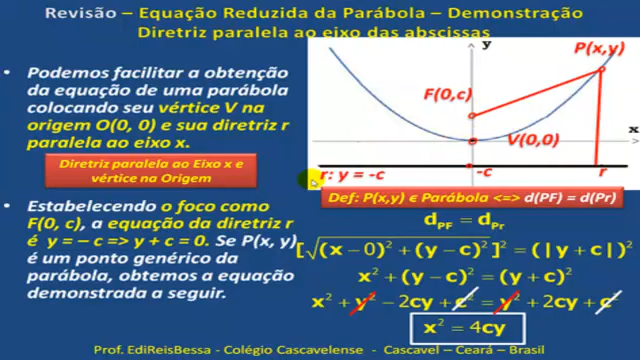 Revisão – Equação Reduzida da Parábola – Demonstração
Diretriz paralela ao eixo das abscissas
• Podemos facilitar a obtenção
da equação de uma parábola
colocando seu vértice V na
origem O(0, 0) e sua diretriz r
paralela ao eixo x.
Diretriz paralela ao Eixo x e
vértice na Origem
• Estabelecendo o foco como
F(0, c), a equação da diretriz r
é y = – c => y + c = 0. Se P(x, y)
é um ponto genérico da
parábola, obtemos a equação
demonstrada a seguir.
y
P(x,y)
F(0,c)
x
V(0,0)
r: y = -c
-c
r
Def: P(x,y) ϵ Parábola <=> d(PF) = d(Pr)
d_PF = d_Pr
[√((x – 0)² + (y – c)²)]² = (|y + c|)²
x² + (y – c)² = (y + c)²
x² + y² – 2cy + c² = y² + 2cy + c²
x² = 4cy
Prof. EdiReisBessa - Colégio Cascavelense - Cascavel – Ceará – Brasil